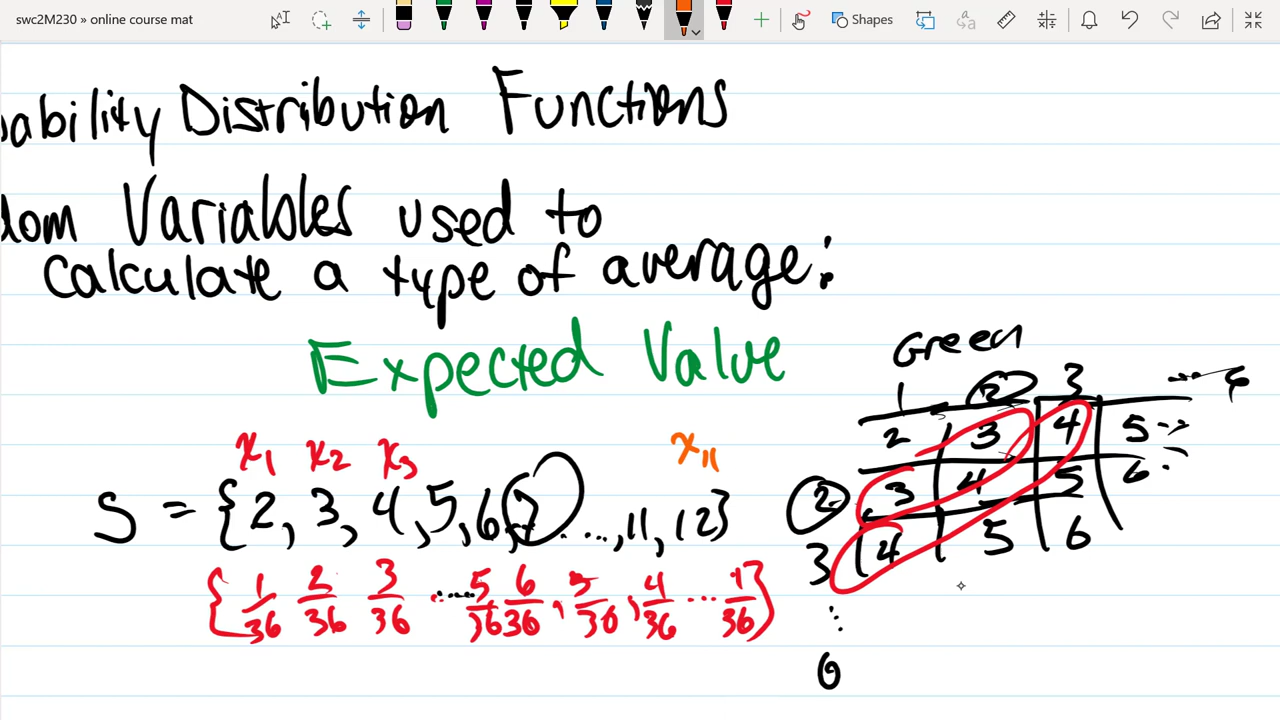 swc2M230 » online course mat
Shapes
bability Distribution Functions
dom Variables used to
calculate a type of average:
Expected Value
Green
1 2 3 ... 6
x1 x2 x3 x11
2 3 4 5
S = {2, 3, 4, 5, 6, 7 ..., 11, 12}
2 3 4 5 6
3 4 5 6
{1/36 2/36 3/36 ... 5/36 6/36, 5/36, 4/36 ... 1/36}
6